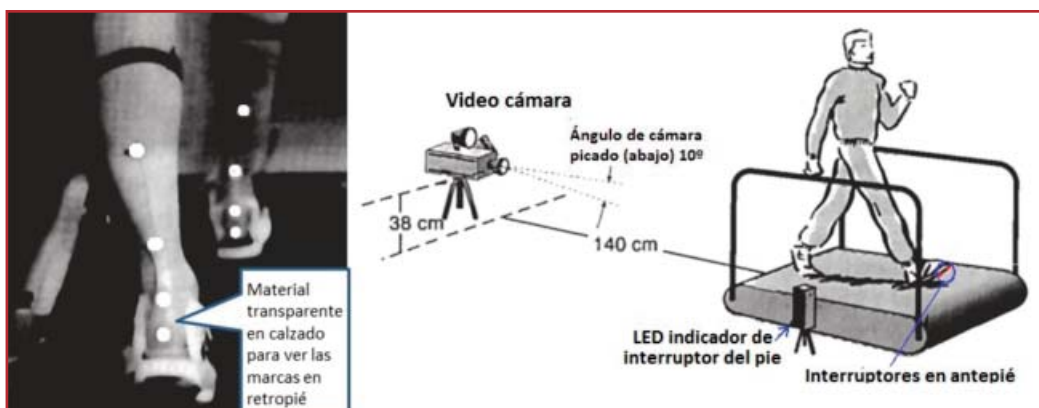 Material
transparente
en calzado
para ver las
marcas en
retropié
Video cámara
Ángulo de cámara
picado (abajo) 10º
38 cm
140 cm
LED indicador de
interruptor del pie
Interruptores en antepié